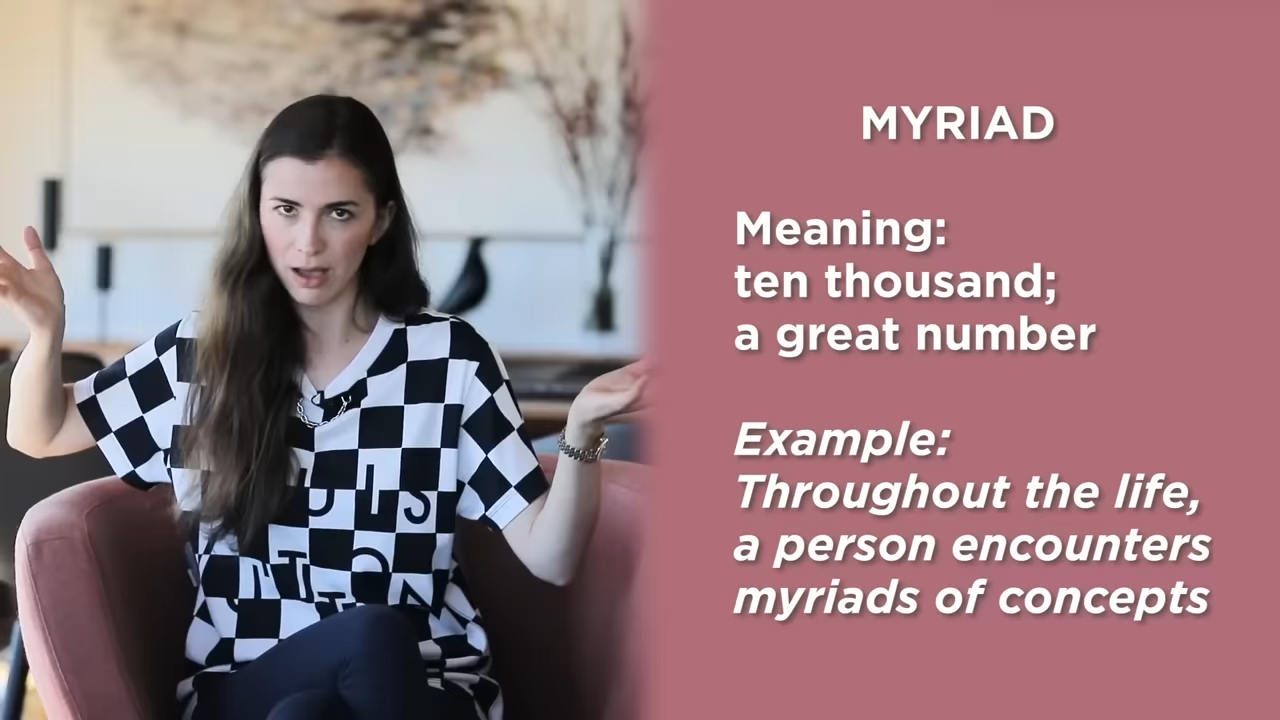 MYRIAD
Meaning:
ten thousand;
a great number
Example:
Throughout the life,
a person encounters
myriads of concepts